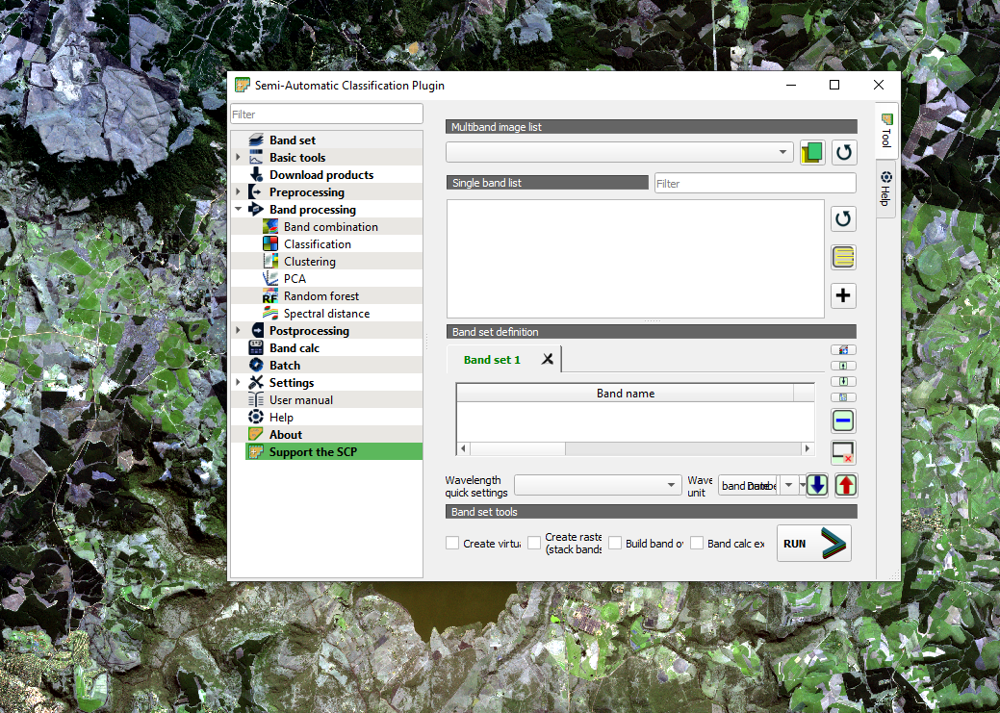 Semi-Automatic Classification Plugin
Filter
Band set
Basic tools
Download products
Preprocessing
Band processing
Band combination
Classification
Clustering
PCA
RF Random forest
Spectral distance
Postprocessing
Band calc
Batch
Settings
User manual
Help
About
Support the SCP
Multiband image list
Single band list
Filter
Band set definition
Band set 1
Band name
Wavelength
quick settings
Wave
unit
band
Band set tools
Create virtu
Create raste
(stack bands
Build band ov
Band calc ex
RUN
Tool
Help